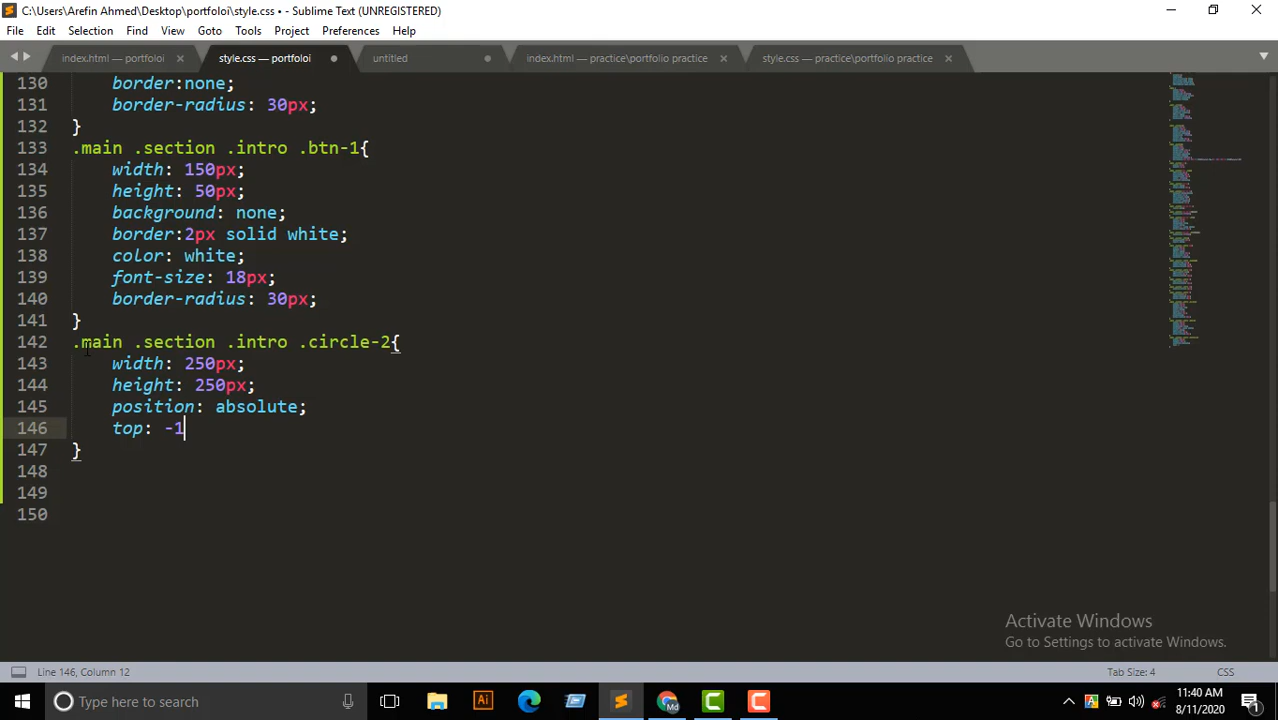 C:\Users\Arefin Ahmed\Desktop\portfoloi\style.css • - Sublime Text (UNREGISTERED)
File Edit Selection Find View Goto Tools Project Preferences Help
index.html — portfoloi style.css — portfoloi untitled index.html — practice\portfolio practice style.css — practice\portfolio practice
130 border:none;
131 border-radius: 30px;
132 }
133 .main .section .intro .btn-1{
134 width: 150px;
135 height: 50px;
136 background: none;
137 border:2px solid white;
138 color: white;
139 font-size: 18px;
140 border-radius: 30px;
141 }
142 .main .section .intro .circle-2{
143 width: 250px;
144 height: 250px;
145 position: absolute;
146 top: -1
147 }
148
149
150
Activate Windows
Go to Settings to activate Windows.
Line 146, Column 12 Tab Size: 4 CSS
Type here to search
11:40 AM
8/11/2020